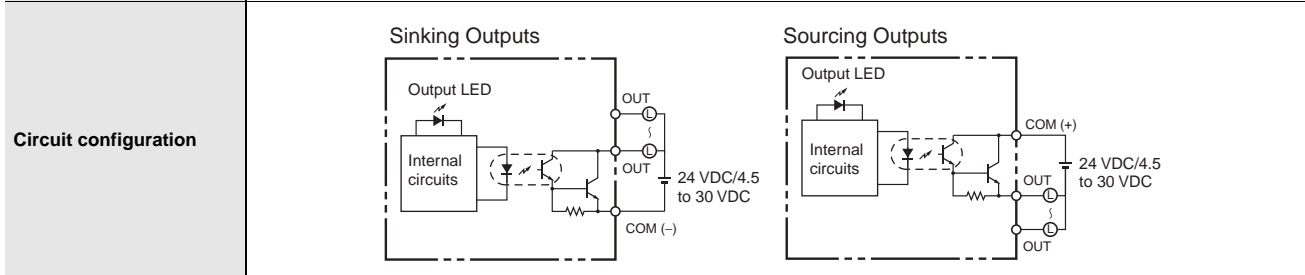 Circuit configuration
Sinking Outputs
Output LED
Internal
circuits
OUT
L
L
OUT
24 VDC/4.5
to 30 VDC
COM (−)
Sourcing Outputs
Output LED
Internal
circuits
COM (+)
24 VDC/4.5
to 30 VDC
OUT
L
L
OUT